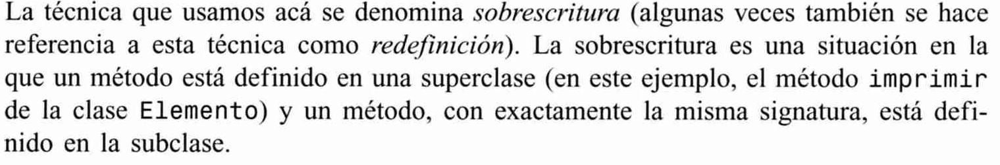 La técnica que usamos acá se denomina sobrescritura (algunas veces también se hace
referencia a esta técnica como redefinición). La sobrescritura es una situación en la
que un método está definido en una superclase (en este ejemplo, el método imprimir
de la clase Elemento) y un método, con exactamente la misma signatura, está defi-
nido en la subclase.